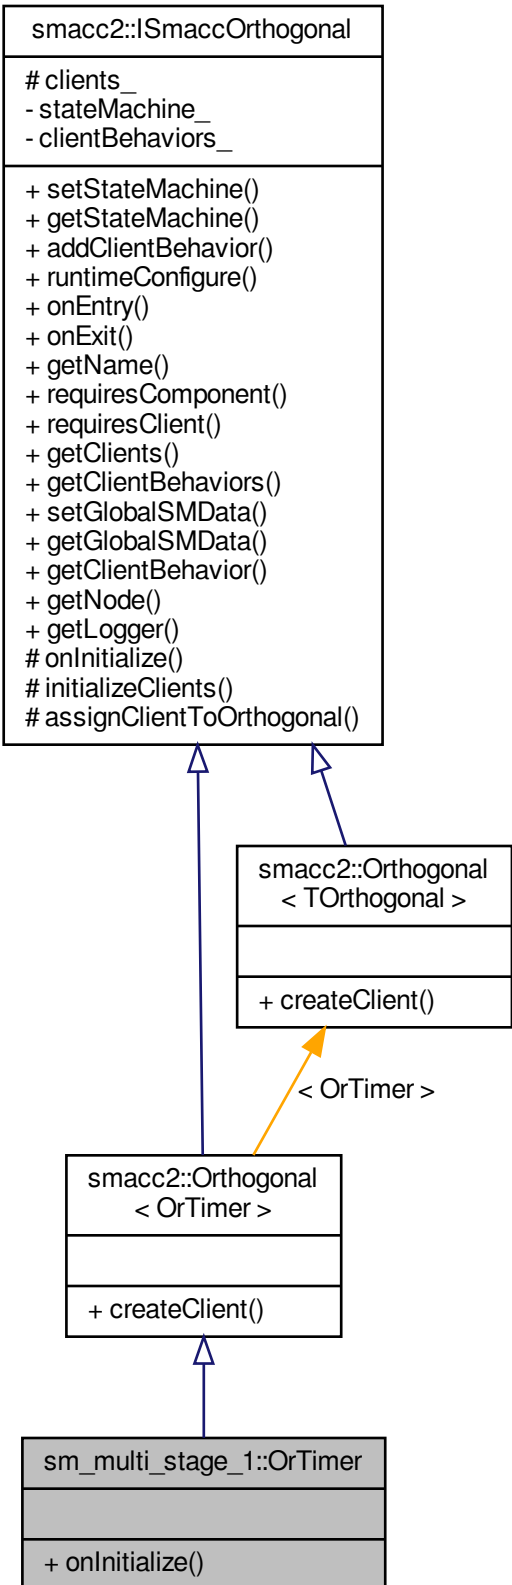 smacc2::ISmaccOrthogonal
# clients_
- stateMachine_
- clientBehaviors_
+ setStateMachine()
+ getStateMachine()
+ addClientBehavior()
+ runtimeConfigure()
+ onEntry()
+ onExit()
+ getName()
+ requiresComponent()
+ requiresClient()
+ getClients()
+ getClientBehaviors()
+ setGlobalSMData()
+ getGlobalSMData()
+ getClientBehavior()
+ getNode()
+ getLogger()
# onInitialize()
# initializeClients()
# assignClientToOrthogonal()
smacc2::Orthogonal
< TOrthogonal >
+ createClient()
< OrTimer >
smacc2::Orthogonal
< OrTimer >
+ createClient()
sm_multi_stage_1::OrTimer
+ onInitialize()